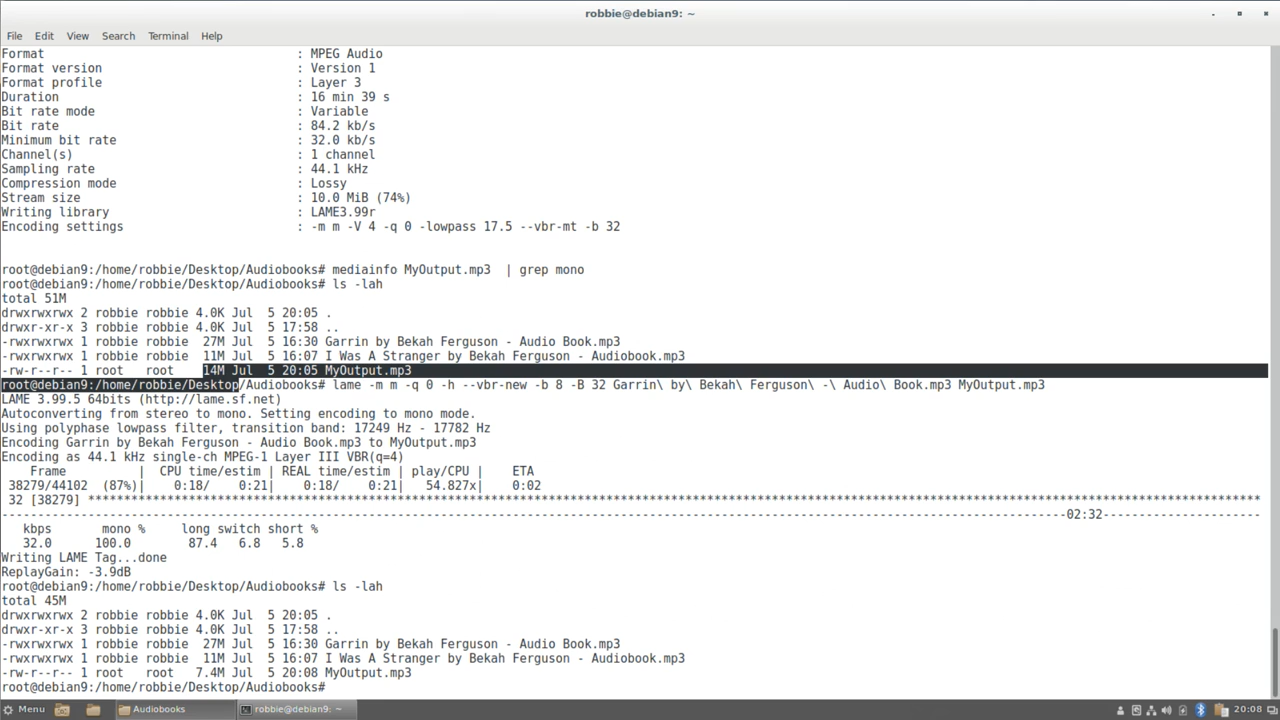 robbie@debian9: ~
File Edit View Search Terminal Help
Format : MPEG Audio
Format version : Version 1
Format profile : Layer 3
Duration : 16 min 39 s
Bit rate mode : Variable
Bit rate : 84.2 kb/s
Minimum bit rate : 32.0 kb/s
Channel(s) : 1 channel
Sampling rate : 44.1 kHz
Compression mode : Lossy
Stream size : 10.0 MiB (74%)
Writing library : LAME3.99r
Encoding settings : -m m -V 4 -q 0 -lowpass 17.5 --vbr-mt -b 32
root@debian9:/home/robbie/Desktop/Audiobooks# mediainfo MyOutput.mp3  | grep mono
root@debian9:/home/robbie/Desktop/Audiobooks# ls -lah
total 51M
drwxrwxrwx 2 robbie robbie 4.0K Jul  5 20:05 .
drwxr-xr-x 3 robbie robbie 4.0K Jul  5 17:58 ..
-rwxrwxrwx 1 robbie robbie  27M Jul  5 16:30 Garrin by Bekah Ferguson - Audio Book.mp3
-rwxrwxrwx 1 robbie robbie  11M Jul  5 16:07 I Was A Stranger by Bekah Ferguson - Audiobook.mp3
-rw-r--r-- 1 root   root    14M Jul  5 20:05 MyOutput.mp3
root@debian9:/home/robbie/Desktop/Audiobooks# lame -m m -q 0 -h --vbr-new -b 8 -B 32 Garrin\ by\ Bekah\ Ferguson\ -\ Audio\ Book.mp3 MyOutput.mp3
LAME 3.99.5 64bits (http://lame.sf.net)
Autoconverting from stereo to mono. Setting encoding to mono mode.
Using polyphase lowpass filter, transition band: 17249 Hz - 17782 Hz
Encoding Garrin by Bekah Ferguson - Audio Book.mp3 to MyOutput.mp3
Encoding as 44.1 kHz single-ch MPEG-1 Layer III VBR(q=4)
    Frame          |  CPU time/estim | REAL time/estim | play/CPU |    ETA
 38279/44102  (87%)|    0:18/    0:21|    0:18/    0:21|   54.827x|    0:02
 32 [38279] ***************************************************************************************************************************************************
-----------------------------------------------------------------------------------------------------------------------------------------------------02:32----------------------
   kbps        mono %     long switch short %
   32.0       100.0        87.4   6.8   5.8
Writing LAME Tag...done
ReplayGain: -3.9dB
root@debian9:/home/robbie/Desktop/Audiobooks# ls -lah
total 45M
drwxrwxrwx 2 robbie robbie 4.0K Jul  5 20:05 .
drwxr-xr-x 3 robbie robbie 4.0K Jul  5 17:58 ..
-rwxrwxrwx 1 robbie robbie  27M Jul  5 16:30 Garrin by Bekah Ferguson - Audio Book.mp3
-rwxrwxrwx 1 robbie robbie  11M Jul  5 16:07 I Was A Stranger by Bekah Ferguson - Audiobook.mp3
-rw-r--r-- 1 root   root   7.4M Jul  5 20:08 MyOutput.mp3
root@debian9:/home/robbie/Desktop/Audiobooks#
Menu Audiobooks robbie@debian9: ~ 20:08